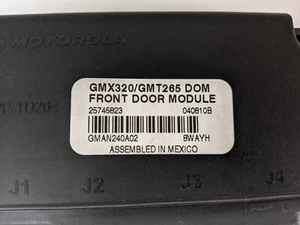 MOTOROLA
GMX320/GMT265 DOM
FRONT DOOR MODULE
25745823 040810B
GMAN240A02 8WAYH
ASSEMBLED IN MEXICO
J1 J2 J3 J4